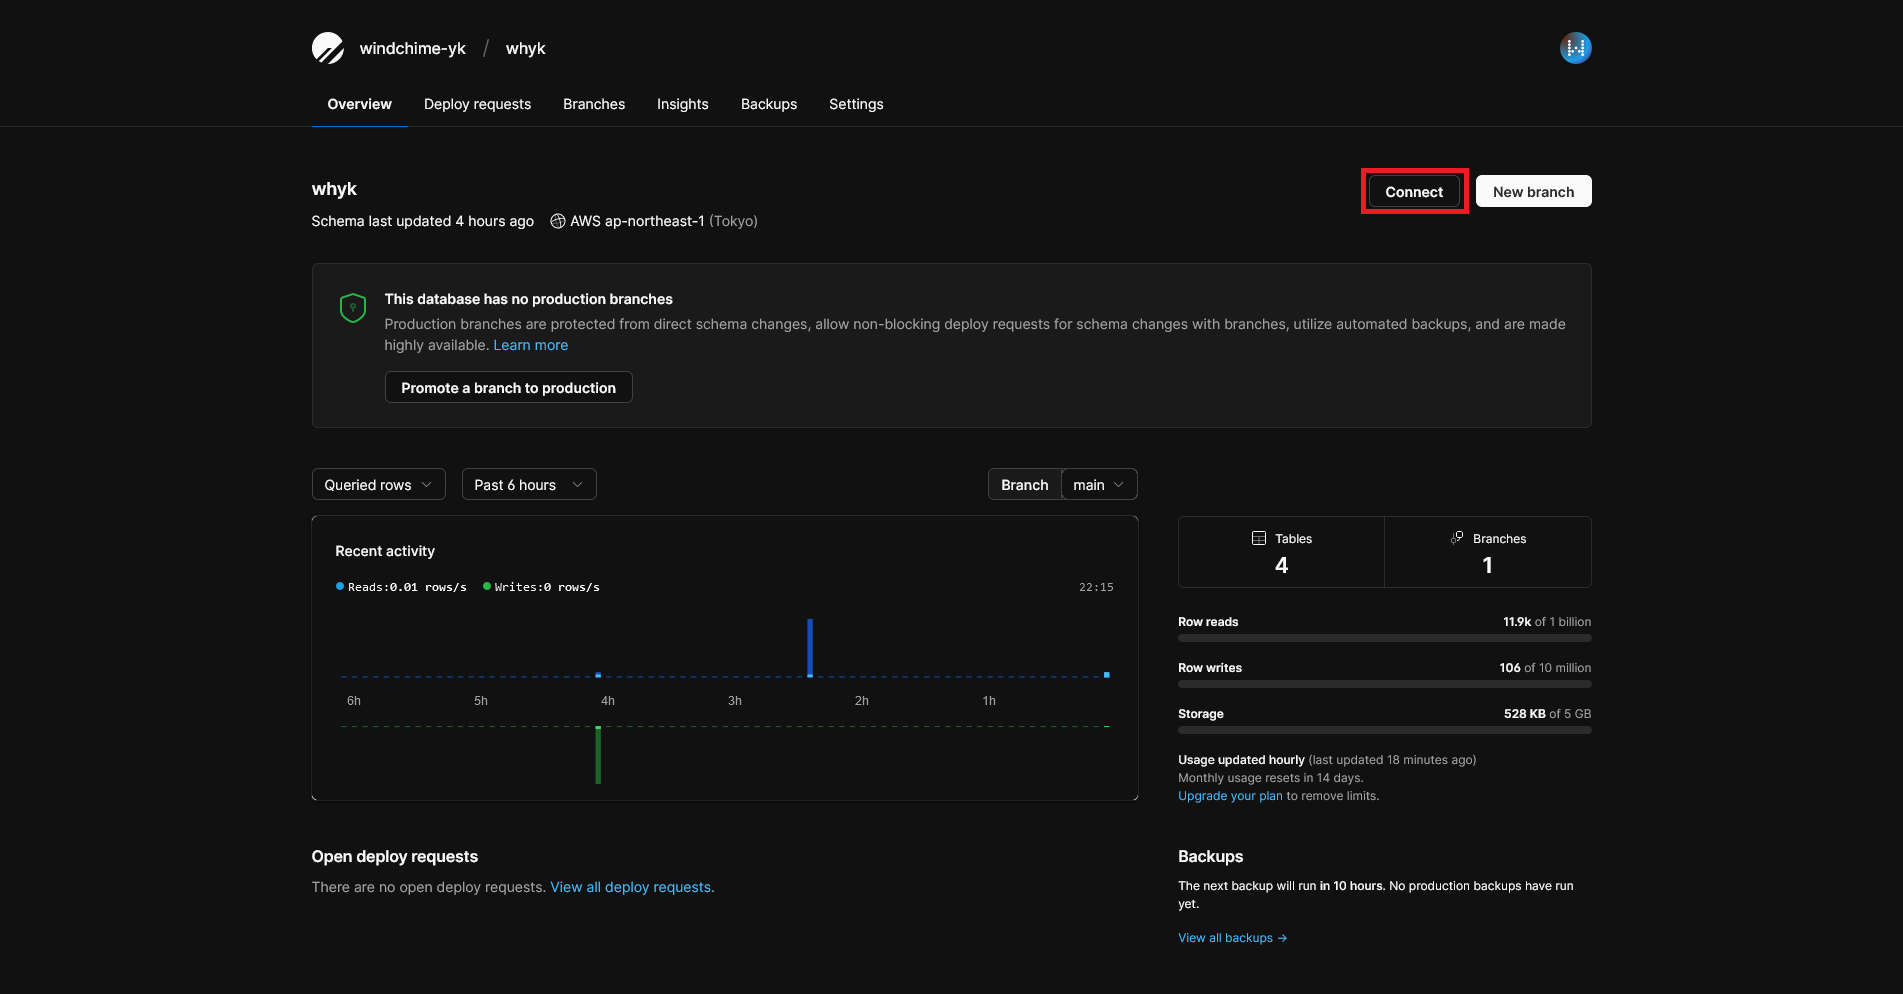 windchime-yk / whyk
Overview Deploy requests Branches Insights Backups Settings
whyk
Connect New branch
Schema last updated 4 hours ago AWS ap-northeast-1 (Tokyo)
This database has no production branches
Production branches are protected from direct schema changes, allow non-blocking deploy requests for schema changes with branches, utilize automated backups, and are made
highly available. Learn more
Promote a branch to production
Queried rows Past 6 hours Branch main
Recent activity
Reads:0.01 rows/s Writes:0 rows/s 22:15
6h 5h 4h 3h 2h 1h
Tables Branches
4 1
Row reads 11.9k of 1 billion
Row writes 106 of 10 million
Storage 528 KB of 5 GB
Usage updated hourly (last updated 18 minutes ago)
Monthly usage resets in 14 days.
Upgrade your plan to remove limits.
Open deploy requests
There are no open deploy requests. View all deploy requests.
Backups
The next backup will run in 10 hours. No production backups have run
yet.
View all backups →